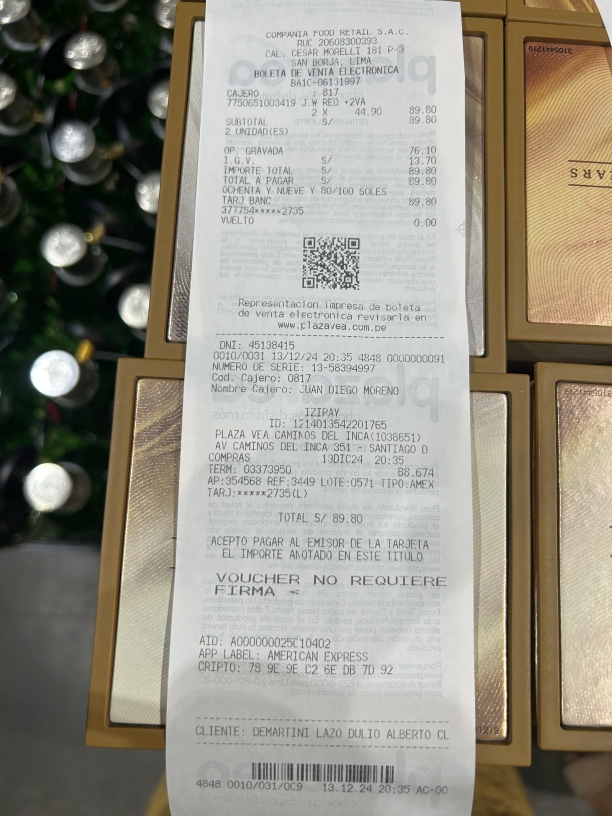 COMPAÑIA FOOD RETAIL S.A.C.
RUC 20608300393
CAL. CESAR MORELLI 181 P-3
SAN BORJA, LIMA
BOLETA DE VENTA ELECTRONICA
BA1C-06131997
CAJERO : 817
7750651003419 J.W RED +2VA
2 X 44.90 89.80
SUBTOTAL S/ 89.80
2 UNIDAD(ES)
OP. GRAVADA 76.10
I.G.V. S/ 13.70
IMPORTE TOTAL S/ 89.80
TOTAL A PAGAR S/ 89.80
OCHENTA Y NUEVE Y 80/100 SOLES
TARJ BANC 89.80
377754*****2735
VUELTO 0.00
Representacion impresa de boleta
de venta electronica revisarla en
www.plazavea.com.pe
DNI: 45138415
0010/0031 13/12/24 20:35 4848 0000000091
NUMERO DE SERIE: 13-58394997
Cod. Cajero: 0817
Nombre Cajero: JUAN DIEGO MORENO
IZIPAY
ID: 1214013542201765
PLAZA VEA CAMINOS DEL INCA(1038651)
AV CAMINOS DEL INCA 351 - SANTIAGO D
COMPRAS 13DIC24 20:35
TERM: 03373950 B8.674
AP:354568 REF:3449 LOTE:0571 TIPO:AMEX
TARJ:*****2735(L)
TOTAL S/ 89.80
ACEPTO PAGAR AL EMISOR DE LA TARJETA
EL IMPORTE ANOTADO EN ESTE TITULO
VOUCHER NO REQUIERE
FIRMA <
AID: A000000025C10402
APP LABEL: AMERICAN EXPRESS
CRIPTO: 78 9E 9E C2 6E DB 7D 92
CLIENTE: DEMARTINI LAZO DULIO ALBERTO CL
4848 0010/031/0C9 13.12.24 20:35 AC-00
3105441219
EARS